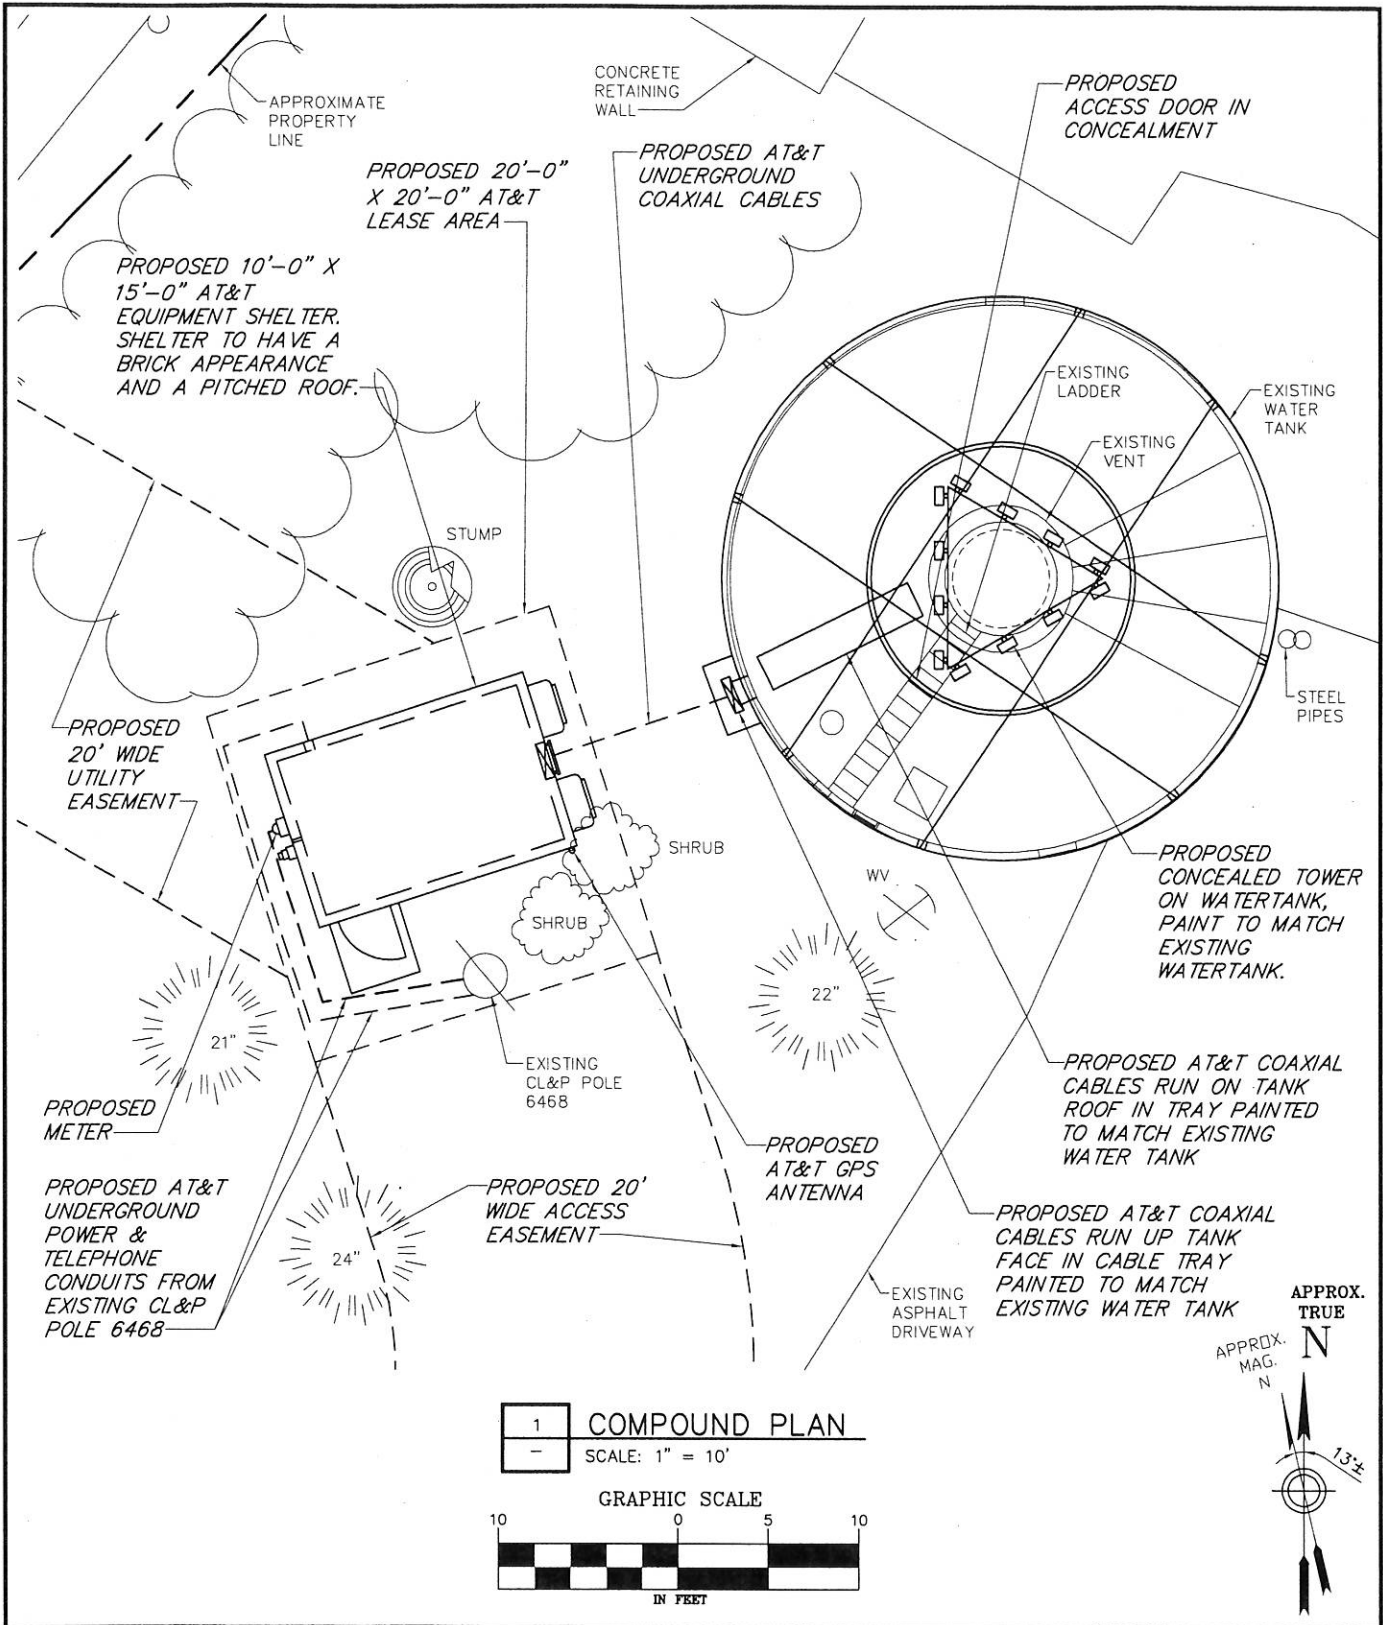 APPROXIMATE
PROPERTY
LINE
CONCRETE
RETAINING
WALL
PROPOSED
ACCESS DOOR IN
CONCEALMENT
PROPOSED 20'-0"
X 20'-0" AT&T
LEASE AREA
PROPOSED AT&T
UNDERGROUND
COAXIAL CABLES
PROPOSED 10'-0" X
15'-0" AT&T
EQUIPMENT SHELTER.
SHELTER TO HAVE A
BRICK APPEARANCE
AND A PITCHED ROOF.
EXISTING
LADDER
EXISTING
WATER
TANK
EXISTING
VENT
STUMP
STEEL
PIPES
PROPOSED
20' WIDE
UTILITY
EASEMENT
SHRUB
SHRUB
WV
PROPOSED
CONCEALED TOWER
ON WATERTANK,
PAINT TO MATCH
EXISTING
WATERTANK.
21"
22"
EXISTING
CL&P POLE
6468
PROPOSED
METER
PROPOSED AT&T COAXIAL
CABLES RUN ON TANK
ROOF IN TRAY PAINTED
TO MATCH EXISTING
WATER TANK
PROPOSED
AT&T GPS
ANTENNA
PROPOSED AT&T
UNDERGROUND
POWER &
TELEPHONE
CONDUITS FROM
EXISTING CL&P
POLE 6468
24"
PROPOSED 20'
WIDE ACCESS
EASEMENT
PROPOSED AT&T COAXIAL
CABLES RUN UP TANK
FACE IN CABLE TRAY
PAINTED TO MATCH
EXISTING WATER TANK
EXISTING
ASPHALT
DRIVEWAY
APPROX.
TRUE
N
APPROX.
MAG.
N
13°±
1
COMPOUND PLAN
-
SCALE: 1" = 10'
GRAPHIC SCALE
10 0 5 10
IN FEET